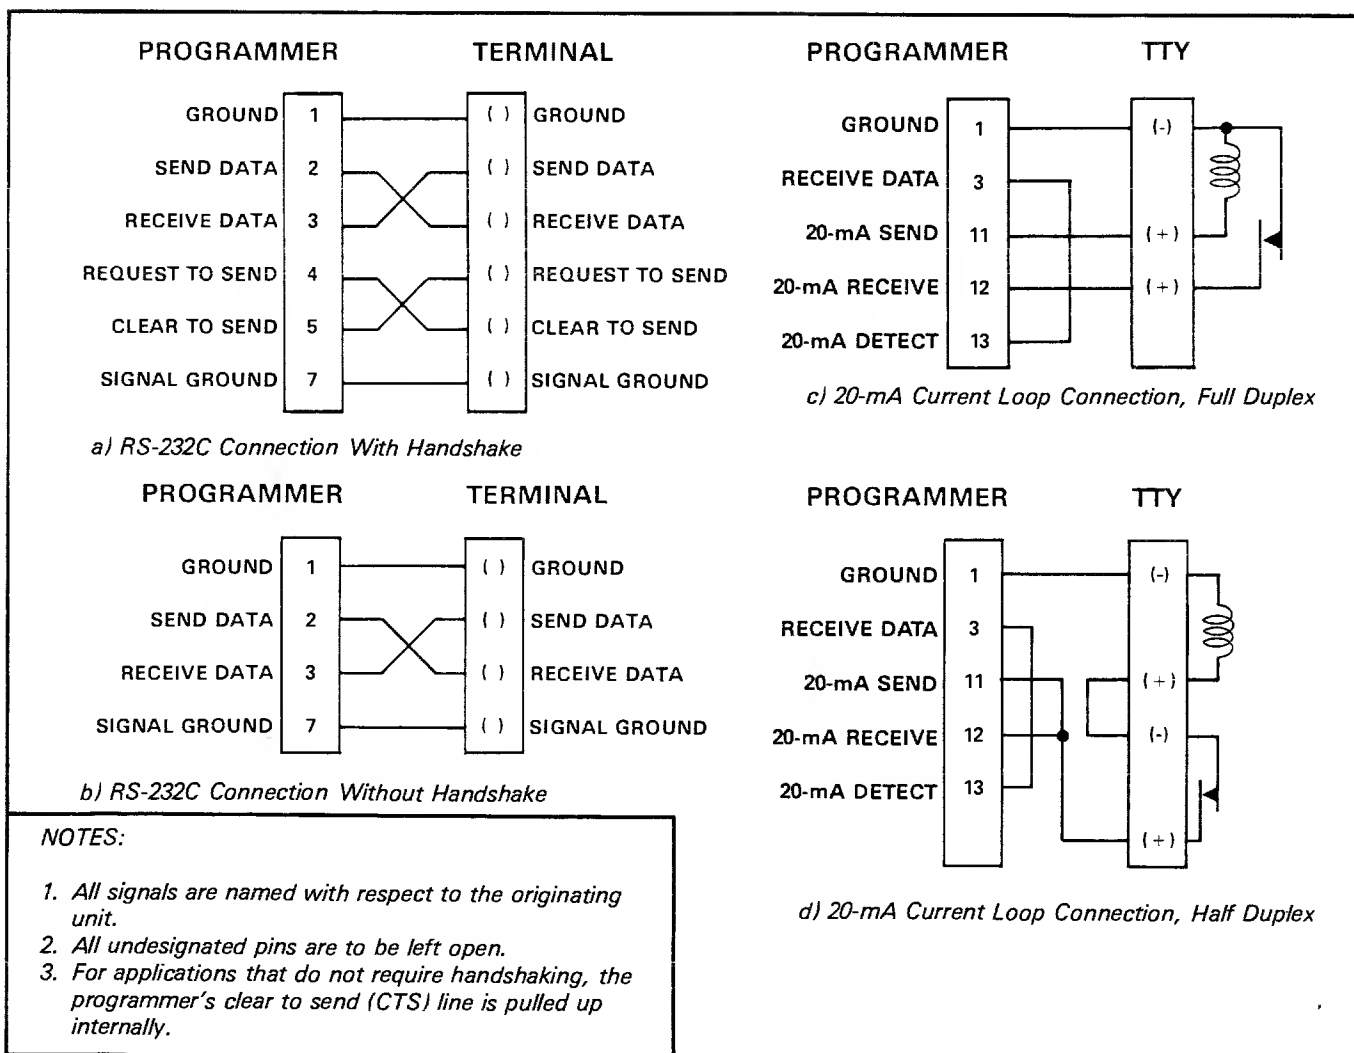 PROGRAMMER TERMINAL
GROUND 1 ( ) GROUND
SEND DATA 2 ( ) SEND DATA
RECEIVE DATA 3 ( ) RECEIVE DATA
REQUEST TO SEND 4 ( ) REQUEST TO SEND
CLEAR TO SEND 5 ( ) CLEAR TO SEND
SIGNAL GROUND 7 ( ) SIGNAL GROUND
a) RS-232C Connection With Handshake
PROGRAMMER TERMINAL
GROUND 1 ( ) GROUND
SEND DATA 2 ( ) SEND DATA
RECEIVE DATA 3 ( ) RECEIVE DATA
SIGNAL GROUND 7 ( ) SIGNAL GROUND
b) RS-232C Connection Without Handshake
NOTES:
1. All signals are named with respect to the originating
unit.
2. All undesignated pins are to be left open.
3. For applications that do not require handshaking, the
programmer's clear to send (CTS) line is pulled up
internally.
PROGRAMMER TTY
GROUND 1 (-)
RECEIVE DATA 3
20-mA SEND 11 (+)
20-mA RECEIVE 12 (+)
20-mA DETECT 13
c) 20-mA Current Loop Connection, Full Duplex
PROGRAMMER TTY
GROUND 1 (-)
RECEIVE DATA 3
20-mA SEND 11 (+)
20-mA RECEIVE 12 (-)
20-mA DETECT 13
(+)
d) 20-mA Current Loop Connection, Half Duplex